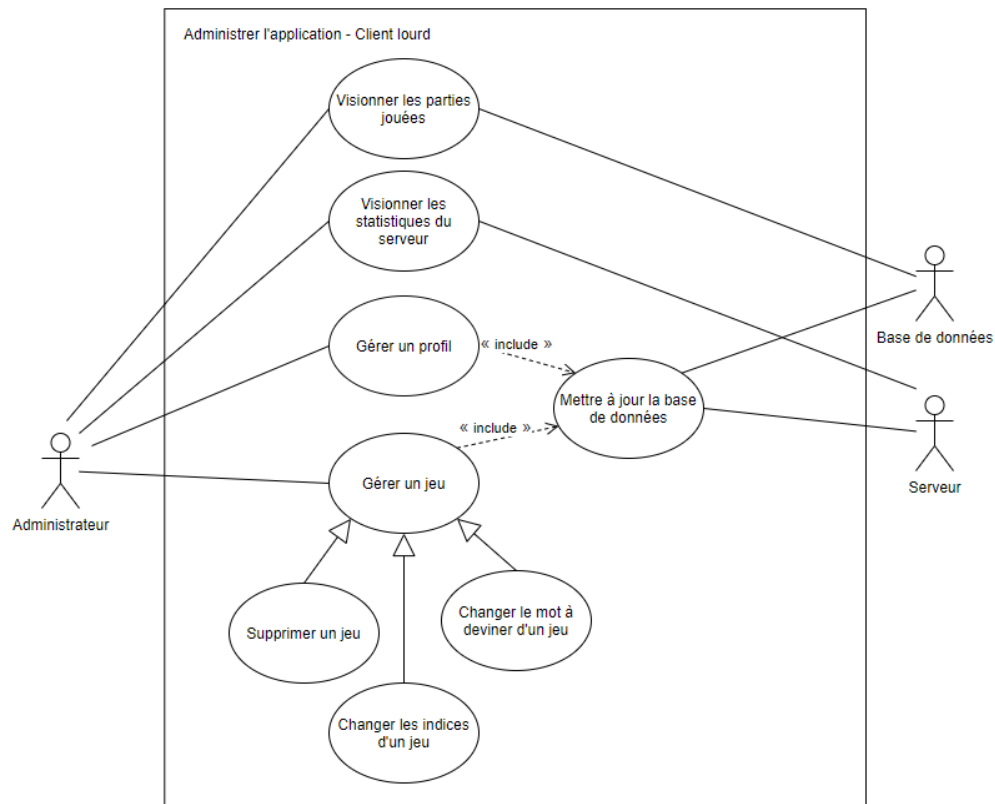 Administrer l'application - Client lourd
Visionner les parties
jouées
Visionner les
statistiques du
serveur
Base de données
Gérer un profil
« include »
Mettre à jour la base
de données
« include »
Serveur
Gérer un jeu
Administrateur
Changer le mot à
deviner d'un jeu
Supprimer un jeu
Changer les indices
d'un jeu